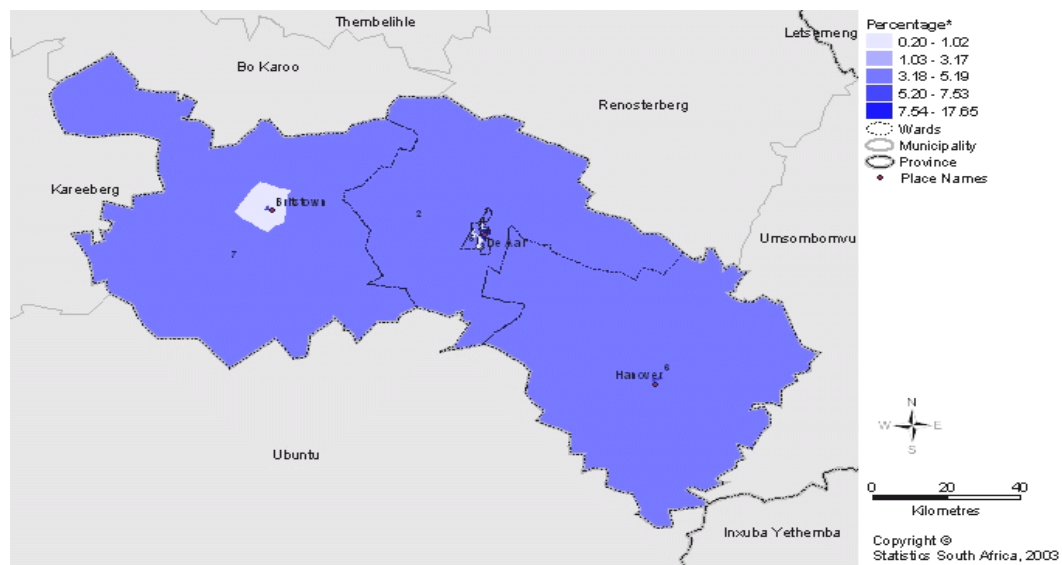 Thembelihle
Letsemeng
Bo Karoo
Renosterberg
Kareeberg
Britstown
2
De Aar
Umsombomvu
7
Hanover
6
Ubuntu
Inxuba Yethemba
Percentage*
0.20 - 1.02
1.03 - 3.17
3.18 - 5.19
5.20 - 7.53
7.54 - 17.65
Wards
Municipality
Province
Place Names
N
W E
S
0 20 40
Kilometres
Copyright ©
Statistics South Africa, 2003